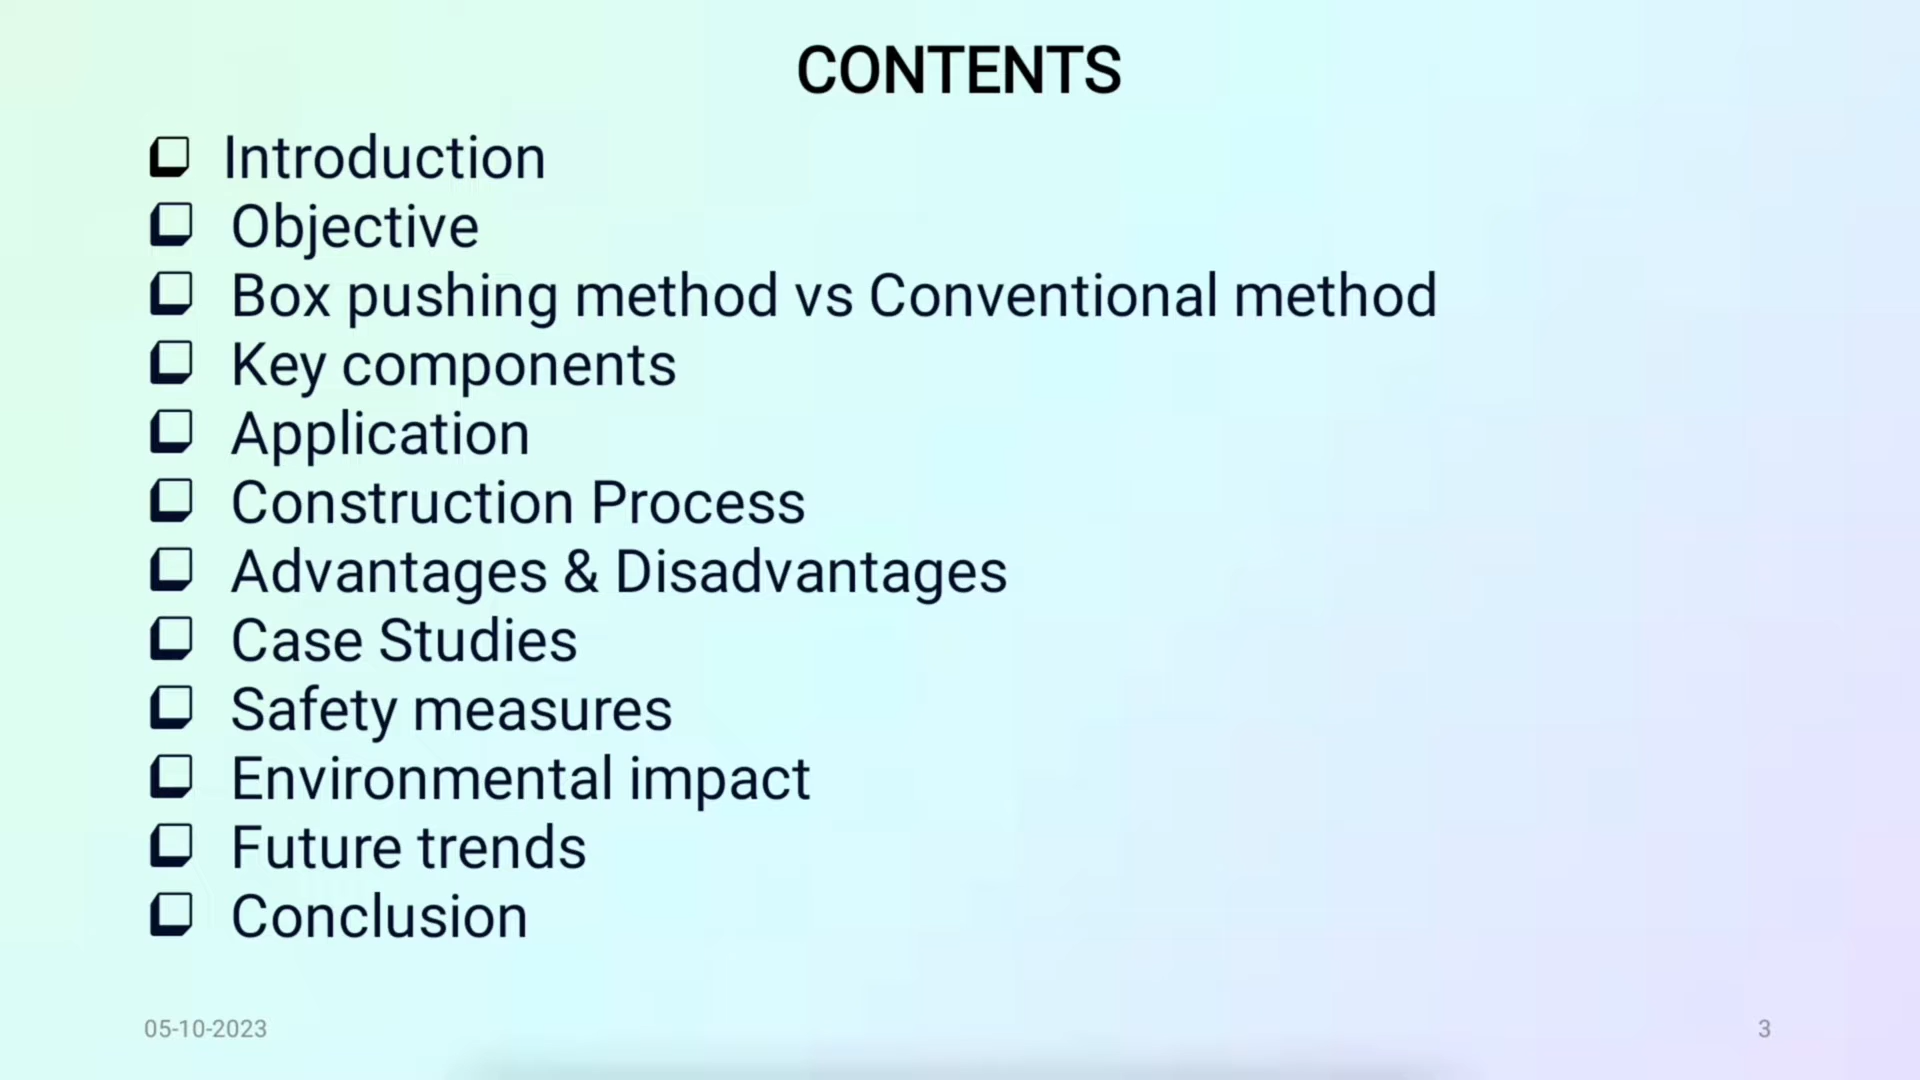 CONTENTS
Introduction
Objective
Box pushing method vs Conventional method
Key components
Application
Construction Process
Advantages & Disadvantages
Case Studies
Safety measures
Environmental impact
Future trends
Conclusion
05-10-2023
3